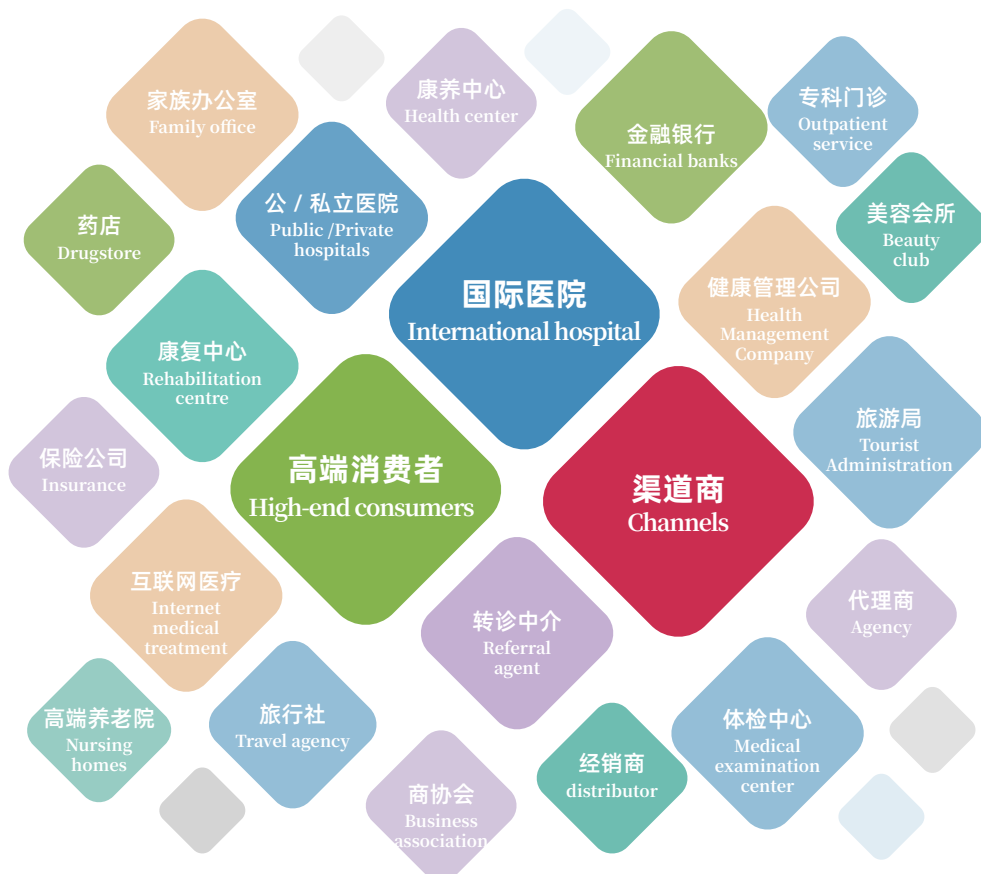 家族办公室
Family office
康养中心
Health center
金融银行
Financial banks
专科门诊
Outpatient
service
药店
Drugstore
公 / 私立医院
Public /Private
hospitals
美容会所
Beauty
club
国际医院
International hospital
健康管理公司
Health
Management
Company
康复中心
Rehabilitation
centre
保险公司
Insurance
高端消费者
High-end consumers
渠道商
Channels
旅游局
Tourist
Administration
互联网医疗
Internet
medical
treatment
转诊中介
Referral
agent
代理商
Agency
高端养老院
Nursing
homes
旅行社
Travel agency
体检中心
Medical
examination
center
商协会
Business
association
经销商
distributor